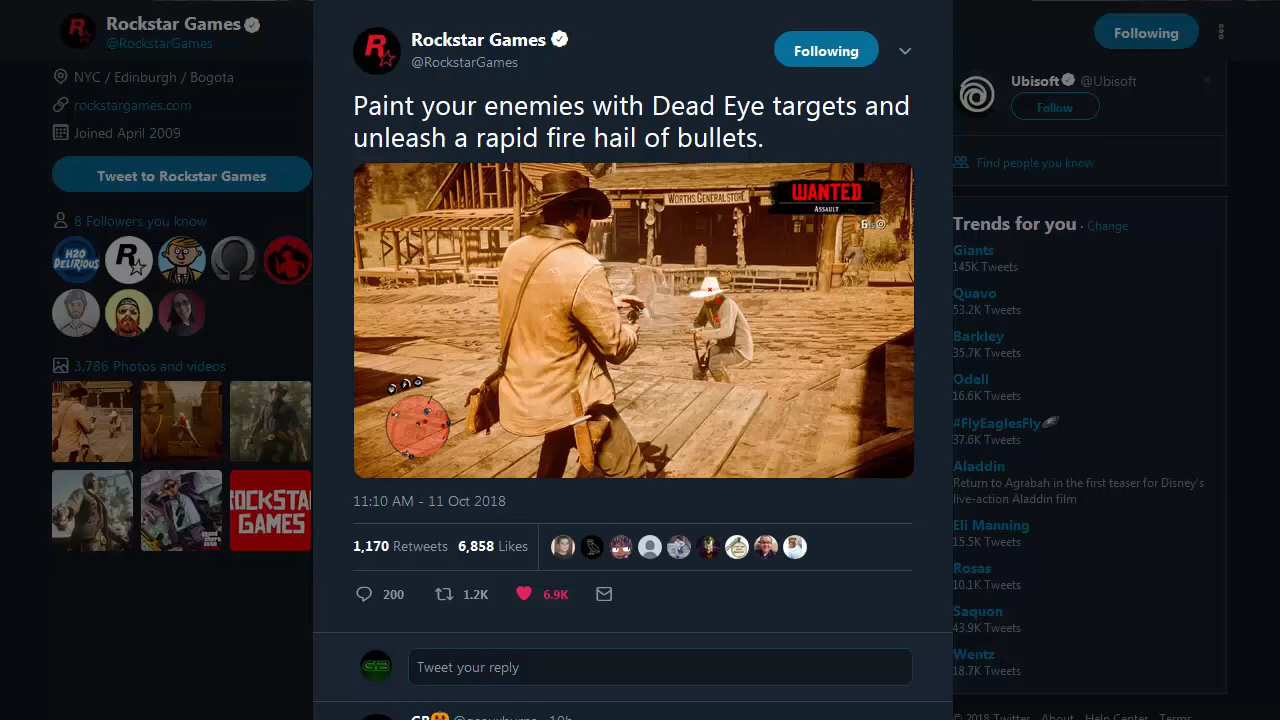 Rockstar Games
@RockstarGames
NYC / Edinburgh / Bogota
rockstargames.com
Joined April 2009
Tweet to Rockstar Games
8 Followers you know
H2O
DELIRIOUS
R
3,786 Photos and videos
ROCKSTAR
GAMES
R
Rockstar Games
@RockstarGames
Following
Paint your enemies with Dead Eye targets and
unleash a rapid fire hail of bullets.
WORTHS GENERAL STORE
WANTED
ASSAULT
11:10 AM - 11 Oct 2018
1,170 Retweets 6,858 Likes
200 1.2K 6.9K
Tweet your reply
Following
Ubisoft @Ubisoft
Follow
Find people you know
Trends for you · Change
Giants
145K Tweets
Quavo
53.2K Tweets
Barkley
35.7K Tweets
Odell
16.6K Tweets
#FlyEaglesFly
37.6K Tweets
Aladdin
Return to Agrabah in the first teaser for Disney's
live-action Aladdin film
Eli Manning
15.5K Tweets
Rosas
10.1K Tweets
Saquon
43.9K Tweets
Wentz
18.7K Tweets
© 2018 Twitter About Help Center Terms